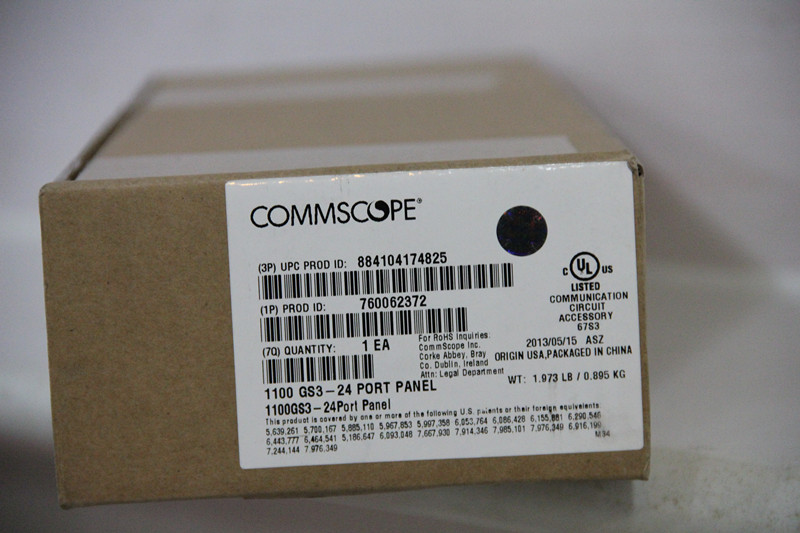 COMMSCOPE®
(3P) UPC PROD ID: 884104174825
(1P) PROD ID: 760062372
(7Q) QUANTITY: 1 EA
For RoHS Inquiries:
CommScope Inc.
Corke Abbey, Bray
Co. Dublin, Ireland
Attn: Legal Department
C UL US
LISTED
COMMUNICATION
CIRCUIT
ACCESSORY
67S3
2013/05/15 ASZ
ORIGIN USA,PACKAGED IN CHINA
WT: 1.973 LB / 0.895 KG
1100 GS3-24 PORT PANEL
1100GS3-24Port Panel
This product is covered by one or more of the following U.S. patents or their foreign equivalents:
5,639,261 5,700,167 5,885,110 5,967,853 5,997,358 6,053,764 6,086,428 6,155,881 6,290,546
6,443,777 6,464,541 5,186,647 6,093,048 7,667,930 7,914,346 7,985,101 7,976,349 6,916,199
7,244,144 7,976,349
M34